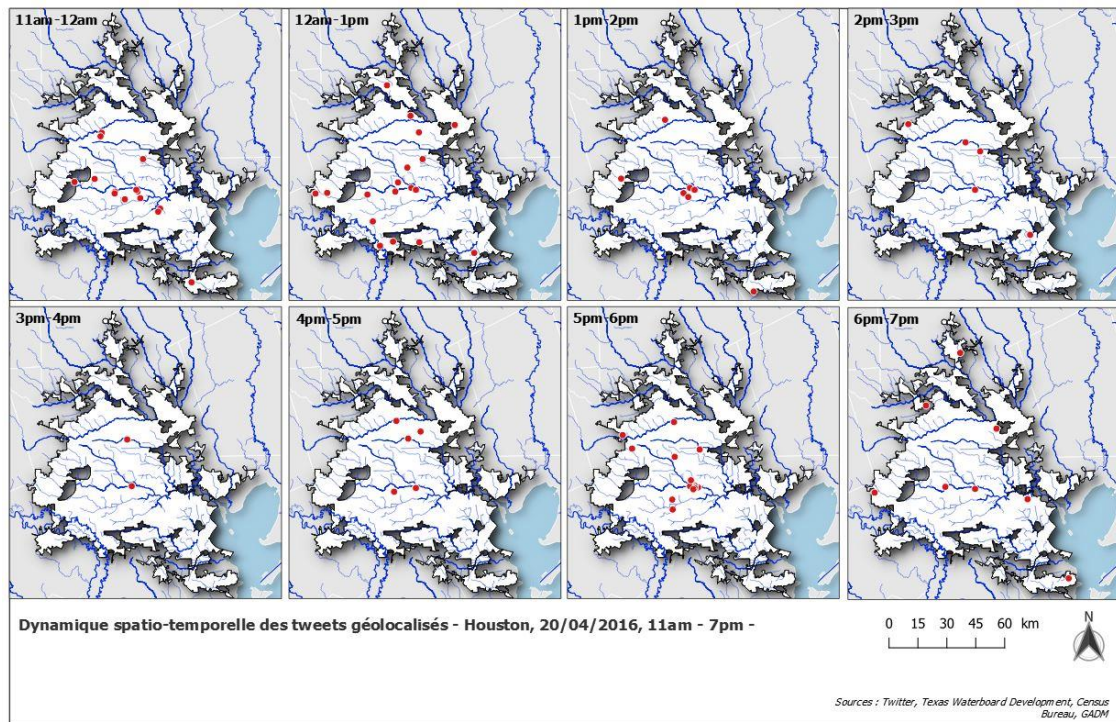 11am-12am
12am-1pm
1pm-2pm
2pm-3pm
3pm-4pm
4pm-5pm
5pm-6pm
6pm-7pm
Dynamique spatio-temporelle des tweets géolocalisés - Houston, 20/04/2016, 11am - 7pm -
0 15 30 45 60 km
N
Sources : Twitter, Texas Waterboard Development, Census
Bureau, GADM